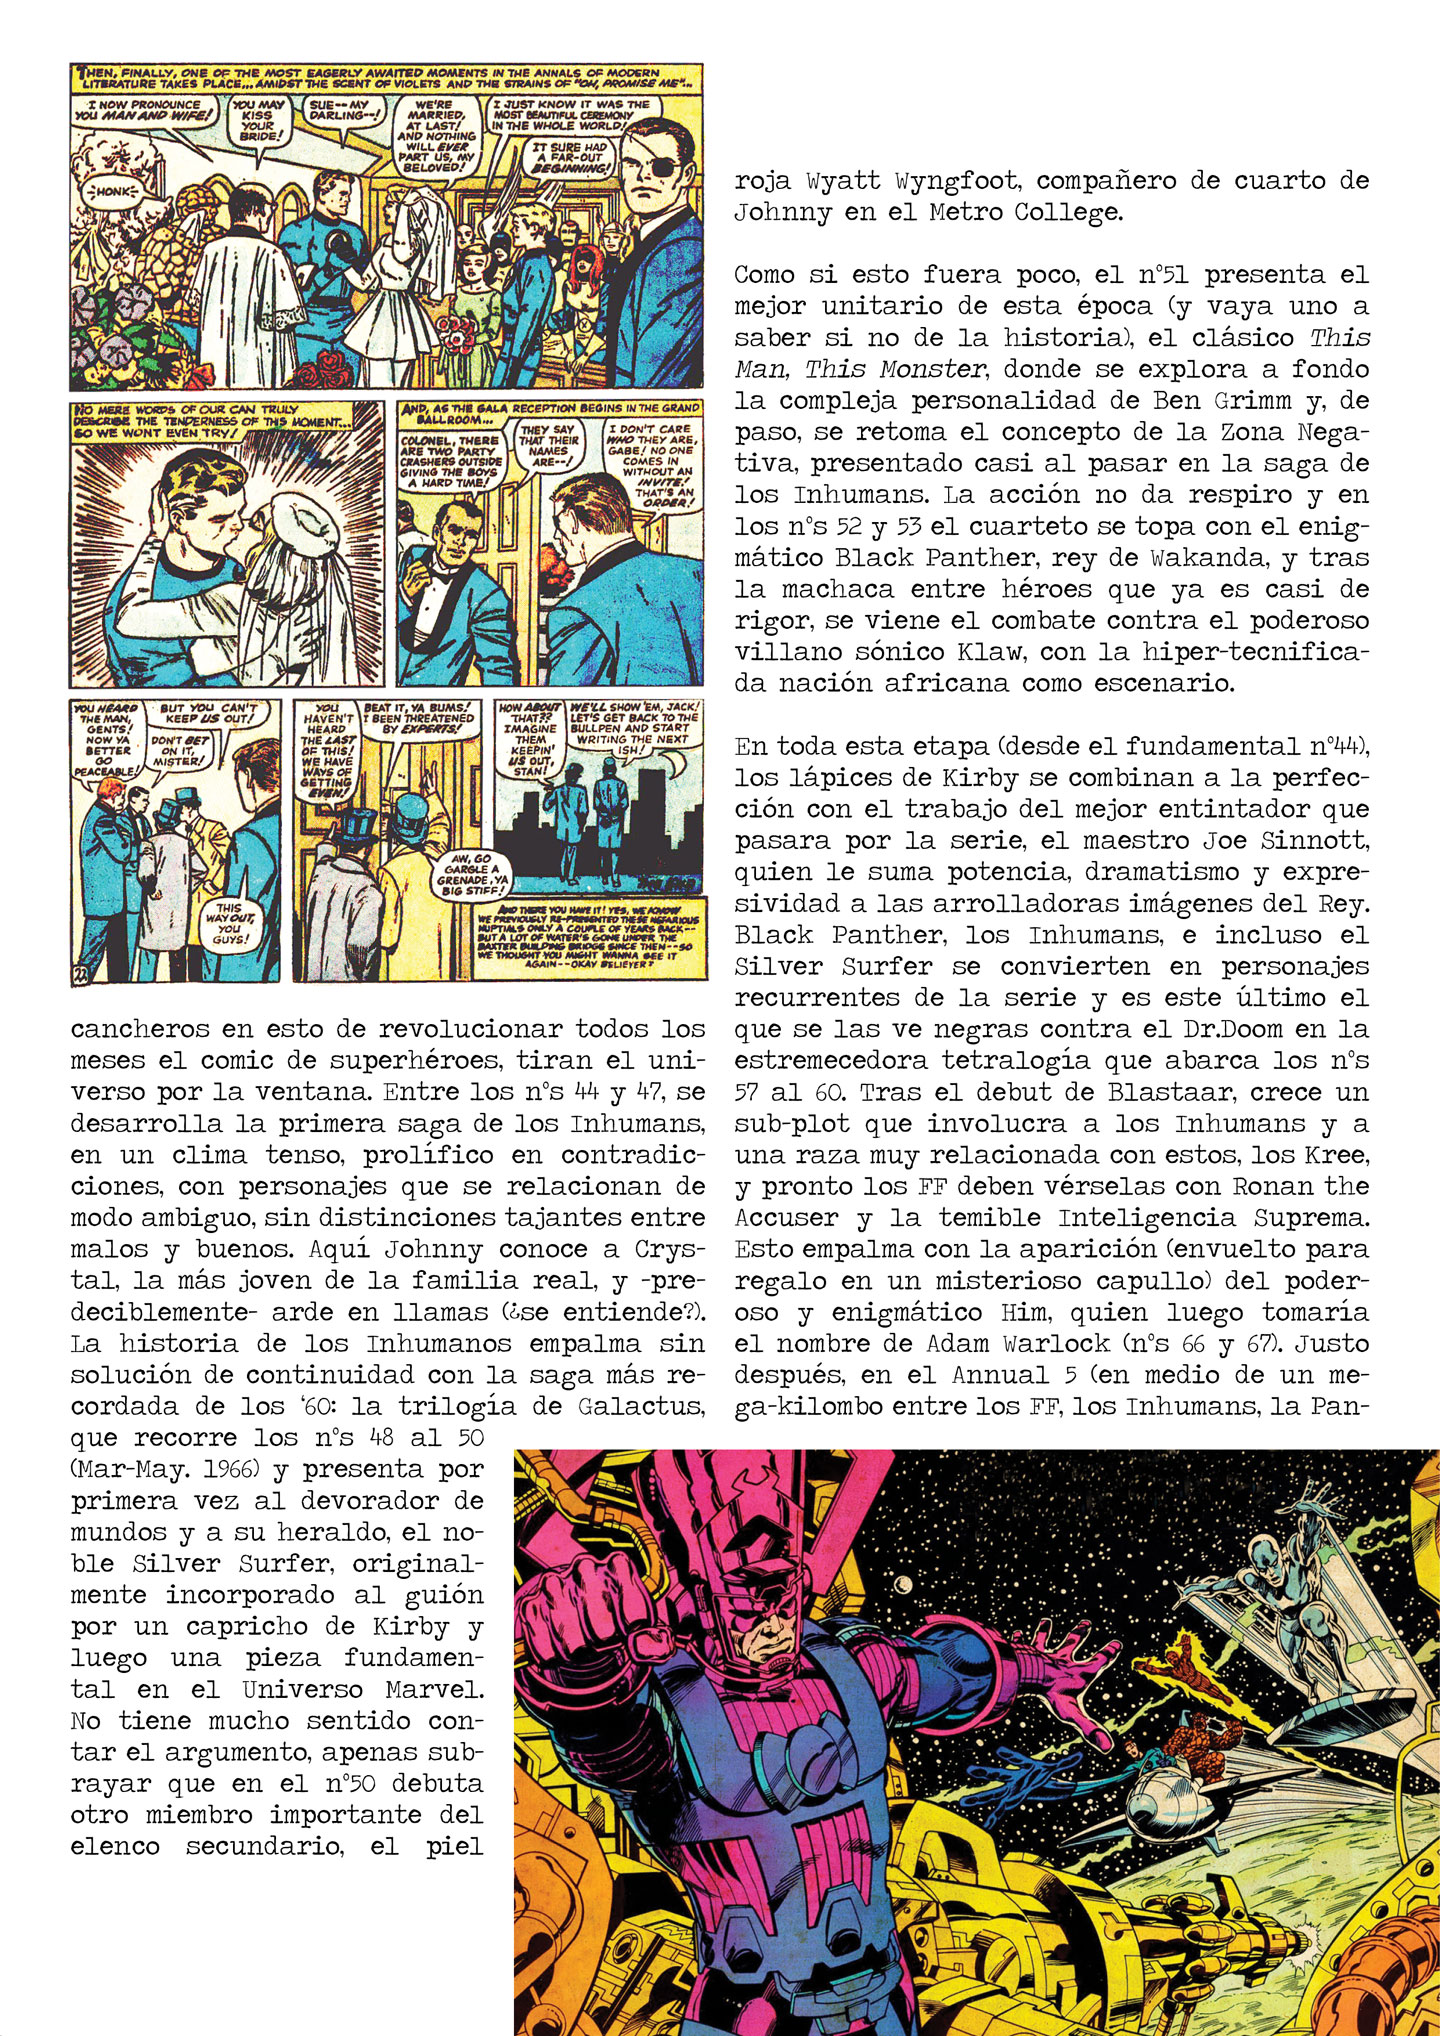 THEN, FINALLY, ONE OF THE MOST EAGERLY AWAITED MOMENTS IN THE ANNALS OF MODERN
LITERATURE TAKES PLACE... AMIDST THE SCENT OF VIOLETS AND THE STRAINS OF "OH, PROMISE ME"...
I NOW PRONOUNCE
YOU MAN AND WIFE!
YOU MAY
KISS
YOUR
BRIDE!
SUE--MY
DARLING--!
WE'RE
MARRIED,
AT LAST!
AND NOTHING
WILL EVER
PART US, MY
BELOVED!
I JUST KNOW IT WAS THE
MOST BEAUTIFUL CEREMONY
IN THE WHOLE WORLD!
IT SURE HAD
A FAR-OUT
BEGINNING!
HONK
NO MERE WORDS OF OUR CAN TRULY
DESCRIBE THE TENDERNESS OF THIS MOMENT...
SO WE WONT EVEN TRY!
AND, AS THE GALA RECEPTION BEGINS IN THE GRAND
BALLROOM...
COLONEL, THERE
ARE TWO PARTY
CRASHERS OUTSIDE
GIVING THE BOYS
A HARD TIME!
THEY SAY
THAT THEIR
NAMES
ARE--!
I DON'T CARE
WHO THEY ARE,
GABE! NO ONE
COMES IN
WITHOUT AN
INVITE!
THAT'S AN
ORDER!
YOU HEARD
THE MAN,
GENTS!
NOW YA
BETTER
GO
PEACEABLE!
BUT YOU CAN'T
KEEP US OUT!
DON'T BET
ON IT,
MISTER!
THIS
WAY OUT,
YOU
GUYS!
22
YOU
HAVEN'T
HEARD
THE LAST
OF THIS!
WE HAVE
WAYS OF
GETTING
EVEN!
BEAT IT, YA BUMS!
I BEEN THREATENED
BY EXPERTS!
AW, GO
GARGLE A
GRENADE, YA
BIG STIFF!
HOW ABOUT
THAT??
IMAGINE
THEM
KEEPIN'
US OUT,
STAN!
WE'LL SHOW 'EM, JACK!
LET'S GET BACK TO THE
BULLPEN AND START
WRITING THE NEXT
ISH!
AND THERE YOU HAVE IT! YES, WE KNOW
WE PREVIOUSLY RE-PRESENTED THESE NEFARIOUS
NUPTIALS ONLY A COUPLE OF YEARS BACK--
BUT A LOT OF WATER'S GONE UNDER THE
BAXTER BUILDING BRIDGE SINCE THEN--SO
WE THOUGHT YOU MIGHT WANNA SEE IT
AGAIN--OKAY BELIEVER?
cancheros en esto de revolucionar todos los
meses el comic de superhéroes, tiran el uni-
verso por la ventana. Entre los n°s 44 y 47, se
desarrolla la primera saga de los Inhumans,
en un clima tenso, prolífico en contradic-
ciones, con personajes que se relacionan de
modo ambiguo, sin distinciones tajantes entre
malos y buenos. Aquí Johnny conoce a Crys-
tal, la más joven de la familia real, y -pre-
deciblemente- arde en llamas (¿se entiende?).
La historia de los Inhumanos empalma sin
solución de continuidad con la saga más re-
cordada de los '60: la trilogía de Galactus,
que recorre los n°s 48 al 50
(Mar-May. 1966) y presenta por
primera vez al devorador de
mundos y a su heraldo, el no-
ble Silver Surfer, original-
mente incorporado al guión
por un capricho de Kirby y
luego una pieza fundamen-
tal en el Universo Marvel.
No tiene mucho sentido con-
tar el argumento, apenas sub-
rayar que en el n°50 debuta
otro miembro importante del
elenco secundario, el piel
roja Wyatt Wyngfoot, compañero de cuarto de
Johnny en el Metro College.
Como si esto fuera poco, el n°51 presenta el
mejor unitario de esta época (y vaya uno a
saber si no de la historia), el clásico This
Man, This Monster, donde se explora a fondo
la compleja personalidad de Ben Grimm y, de
paso, se retoma el concepto de la Zona Nega-
tiva, presentado casi al pasar en la saga de
los Inhumans. La acción no da respiro y en
los n°s 52 y 53 el cuarteto se topa con el enig-
mático Black Panther, rey de Wakanda, y tras
la machaca entre héroes que ya es casi de
rigor, se viene el combate contra el poderoso
villano sónico Klaw, con la hiper-tecnifica-
da nación africana como escenario.
En toda esta etapa (desde el fundamental n°44),
los lápices de Kirby se combinan a la perfec-
ción con el trabajo del mejor entintador que
pasara por la serie, el maestro Joe Sinnott,
quien le suma potencia, dramatismo y expre-
sividad a las arrolladoras imágenes del Rey.
Black Panther, los Inhumans, e incluso el
Silver Surfer se convierten en personajes
recurrentes de la serie y es este último el
que se las ve negras contra el Dr.Doom en la
estremecedora tetralogía que abarca los n°s
57 al 60. Tras el debut de Blastaar, crece un
sub-plot que involucra a los Inhumans y a
una raza muy relacionada con estos, los Kree,
y pronto los FF deben vérselas con Ronan the
Accuser y la temible Inteligencia Suprema.
Esto empalma con la aparición (envuelto para
regalo en un misterioso capullo) del poder-
oso y enigmático Him, quien luego tomaría
el nombre de Adam Warlock (n°s 66 y 67). Justo
después, en el Annual 5 (en medio de un me-
ga-kilombo entre los FF, los Inhumans, la Pan-